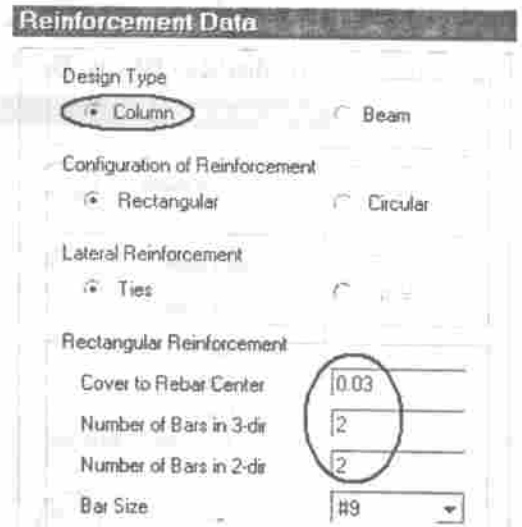 Reinforcement Data
Design Type
Column Beam
Configuration of Reinforcement
Rectangular Circular
Lateral Reinforcement
Ties
Rectangular Reinforcement
Cover to Rebar Center 0.03
Number of Bars in 3-dir 2
Number of Bars in 2-dir 2
Bar Size #9